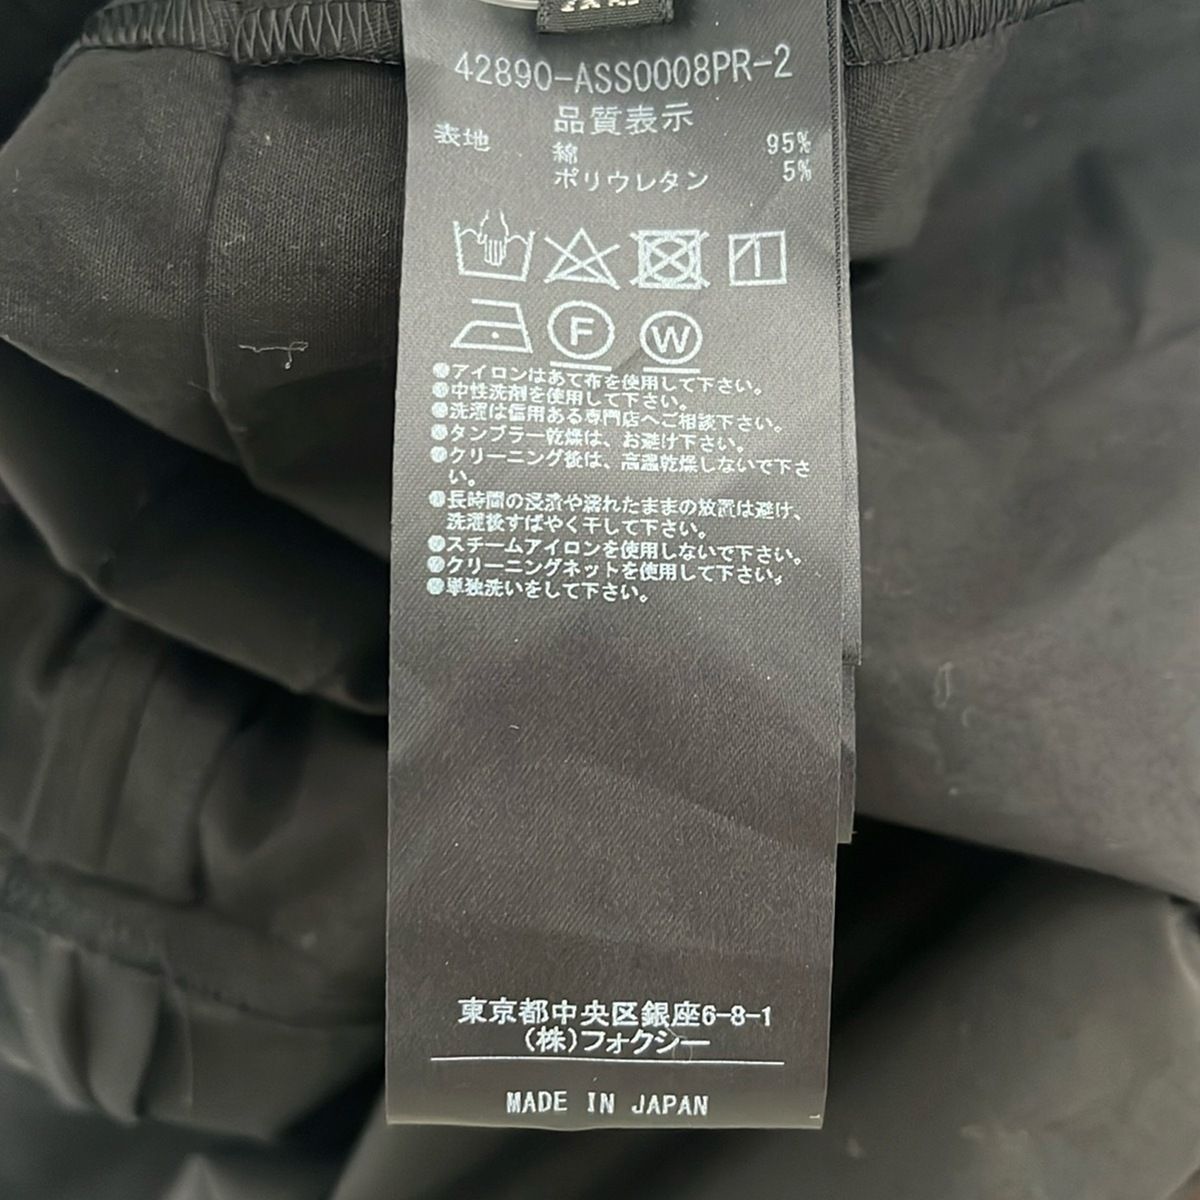 42890-ASS0008PR-2
品質表示
表地 綿 95%
ポリウレタン 5%
F W
●アイロンはあて布を使用して下さい。
●中性洗剤を使用して下さい。
●洗濯は信用ある専門店へご相談下さい。
●タンブラー乾燥は、お避け下さい。
●クリーニング後は、高温乾燥しないで下さ
い。
●長時間の浸漬や濡れたままの放置は避け、
洗濯後すばやく干して下さい。
●スチームアイロンを使用しないで下さい。
●クリーニングネットを使用して下さい。
●単独洗いをして下さい。
東京都中央区銀座6-8-1
(株)フォクシー
MADE IN JAPAN